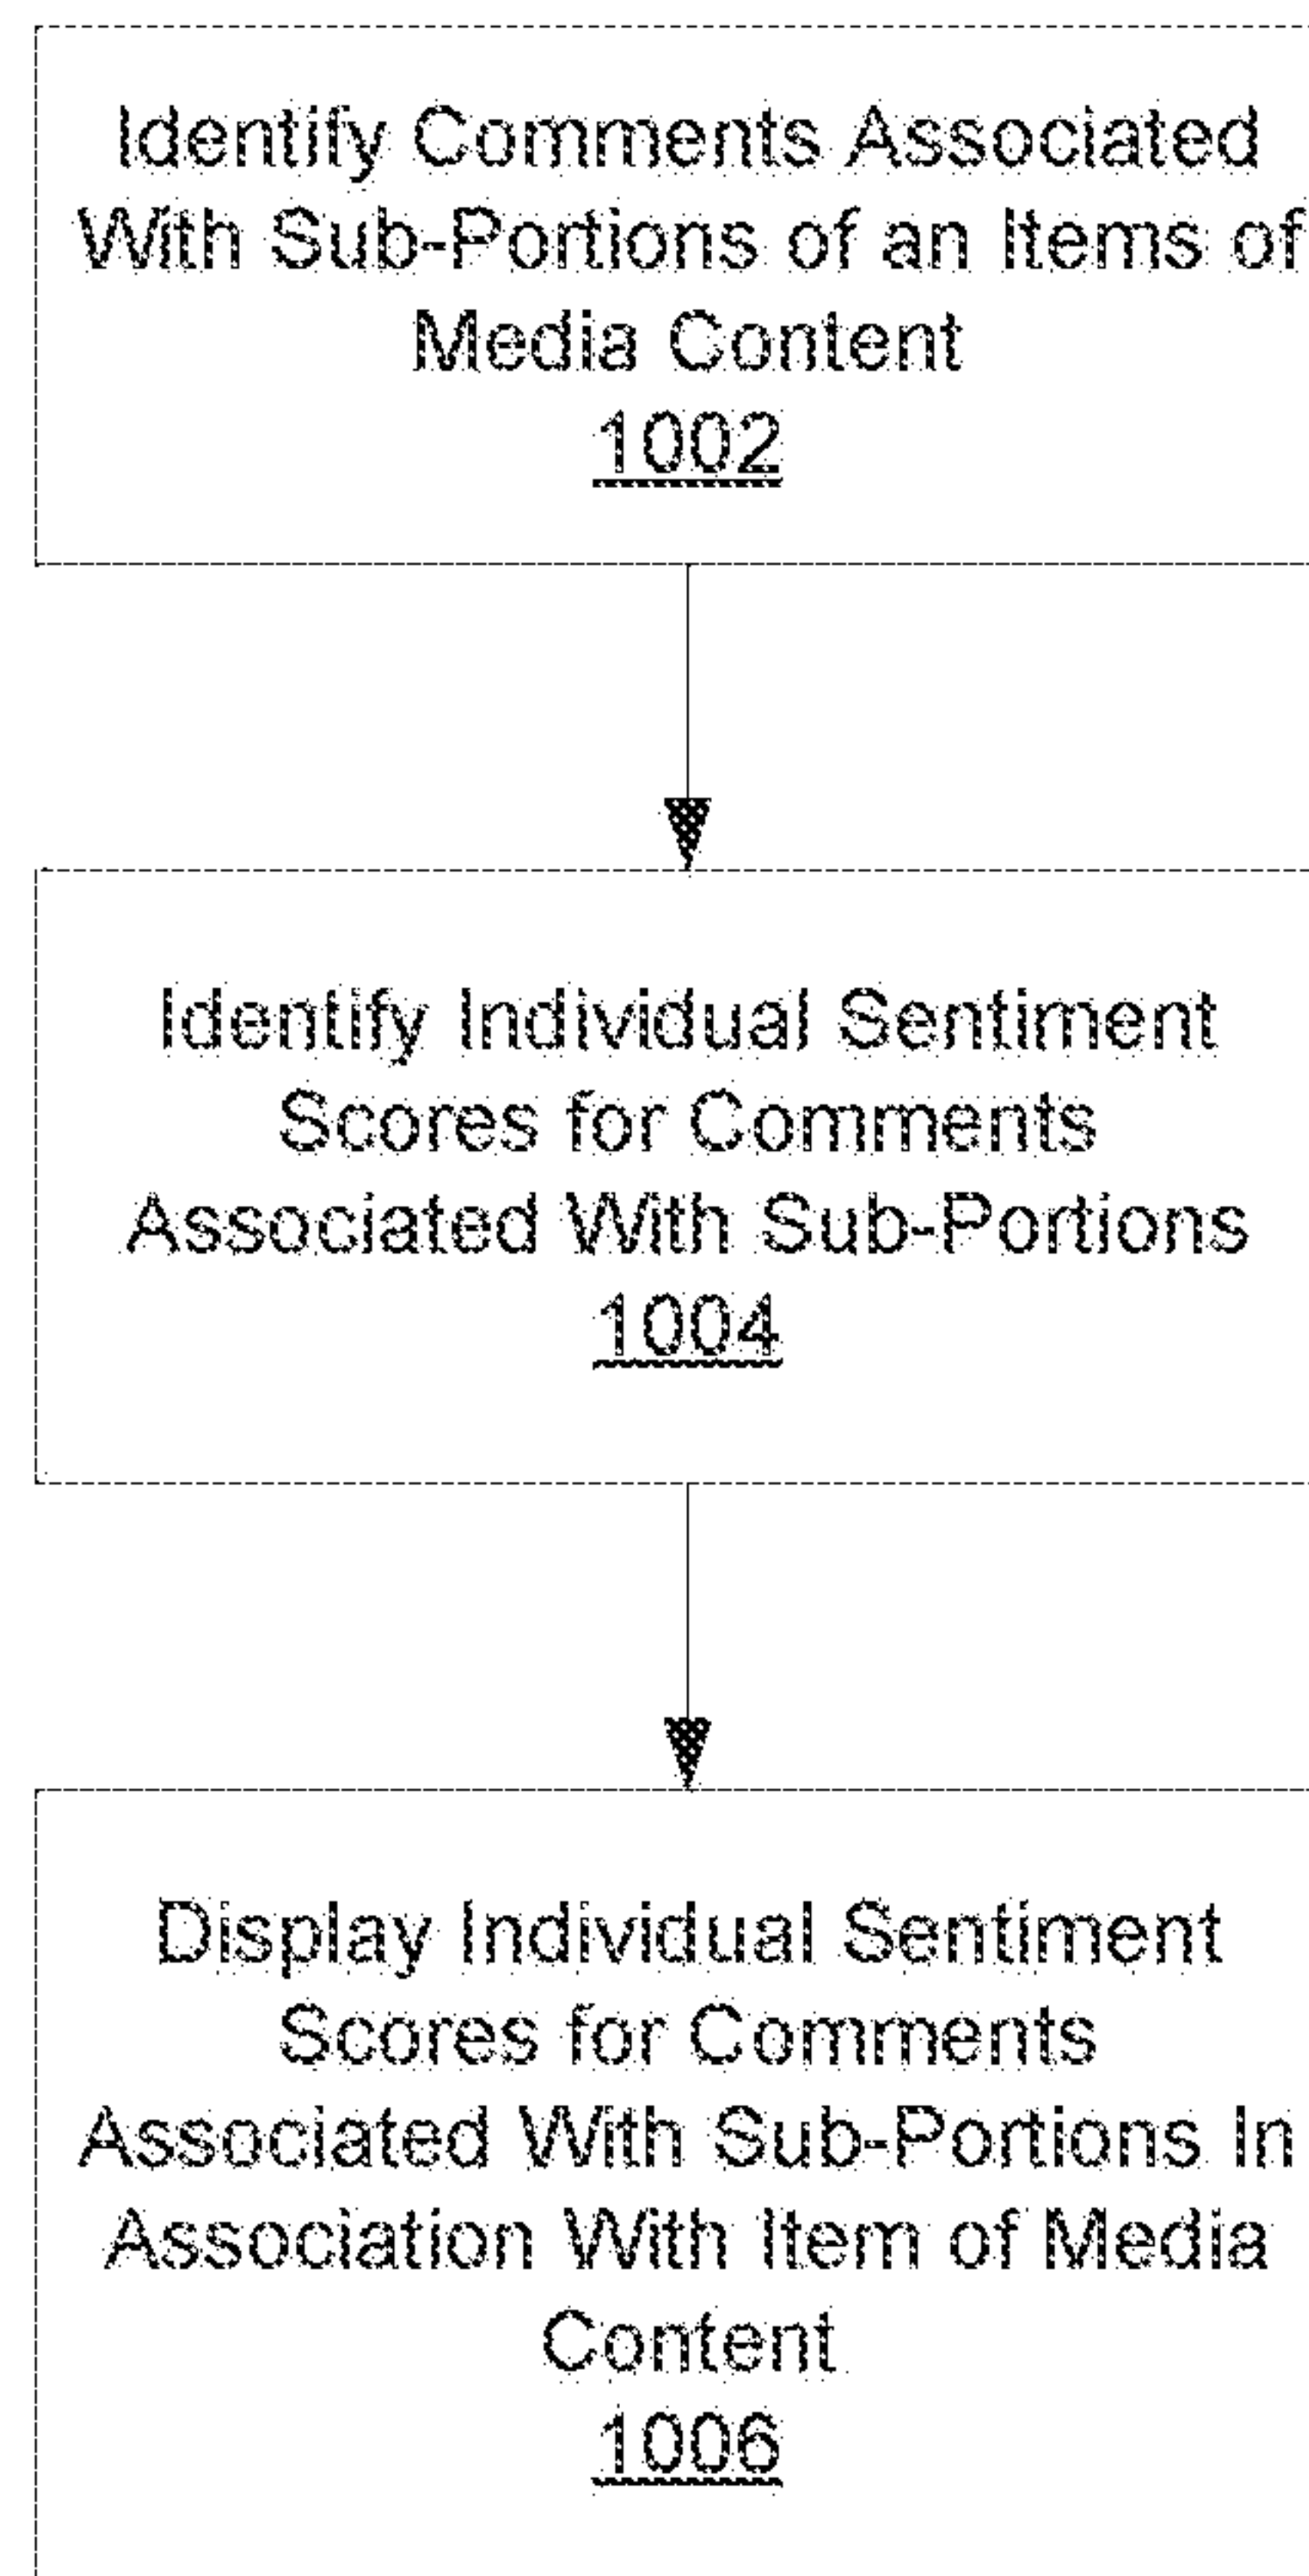 Identify Comments Associated
With Sub-Portions of an Items of
Media Content
1002
Identify Individual Sentiment
Scores for Comments
Associated With Sub-Portions
1004
Display Individual Sentiment
Scores for Comments
Associated With Sub-Portions In
Association With Item of Media
Content
1006